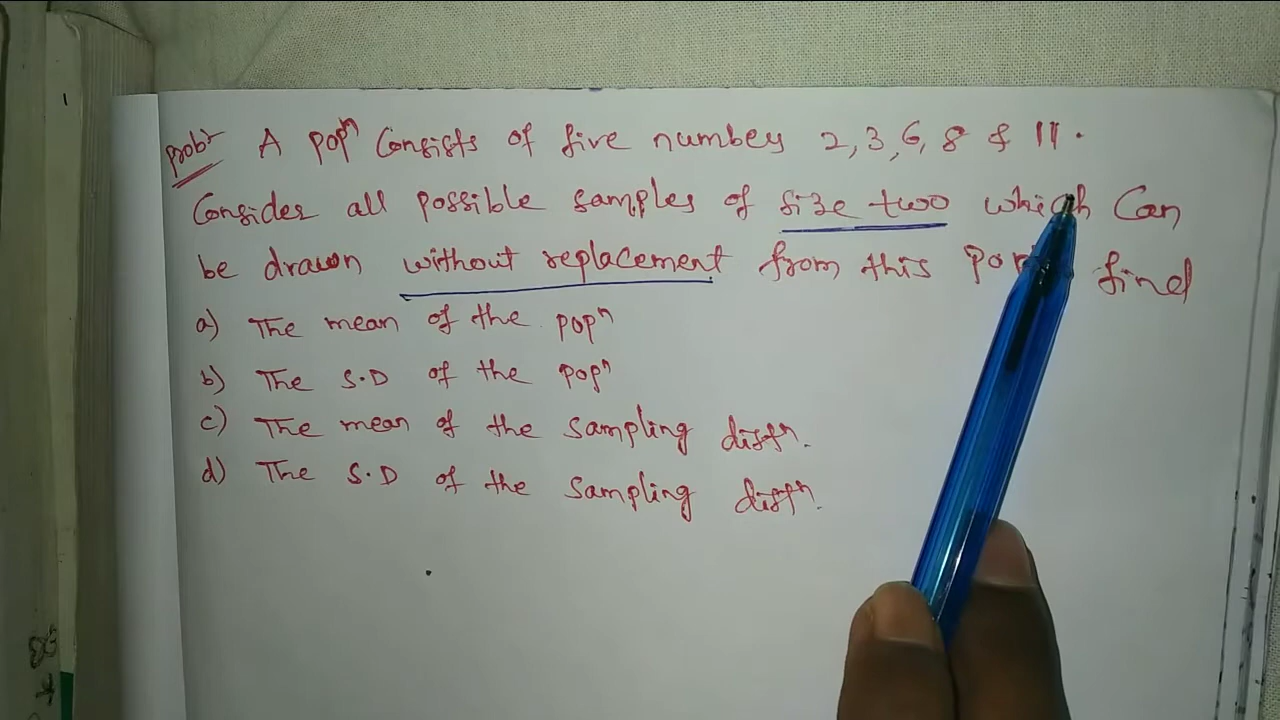 Prob:- A popn Consists of five numbers 2,3,6,8 & 11.
Consider all possible samples of size two which Can
be drawn without replacement from this find
a) The mean of the popn
b) The S.D of the popn
c) The mean of the sampling distn.
d) The S.D of the sampling distn.